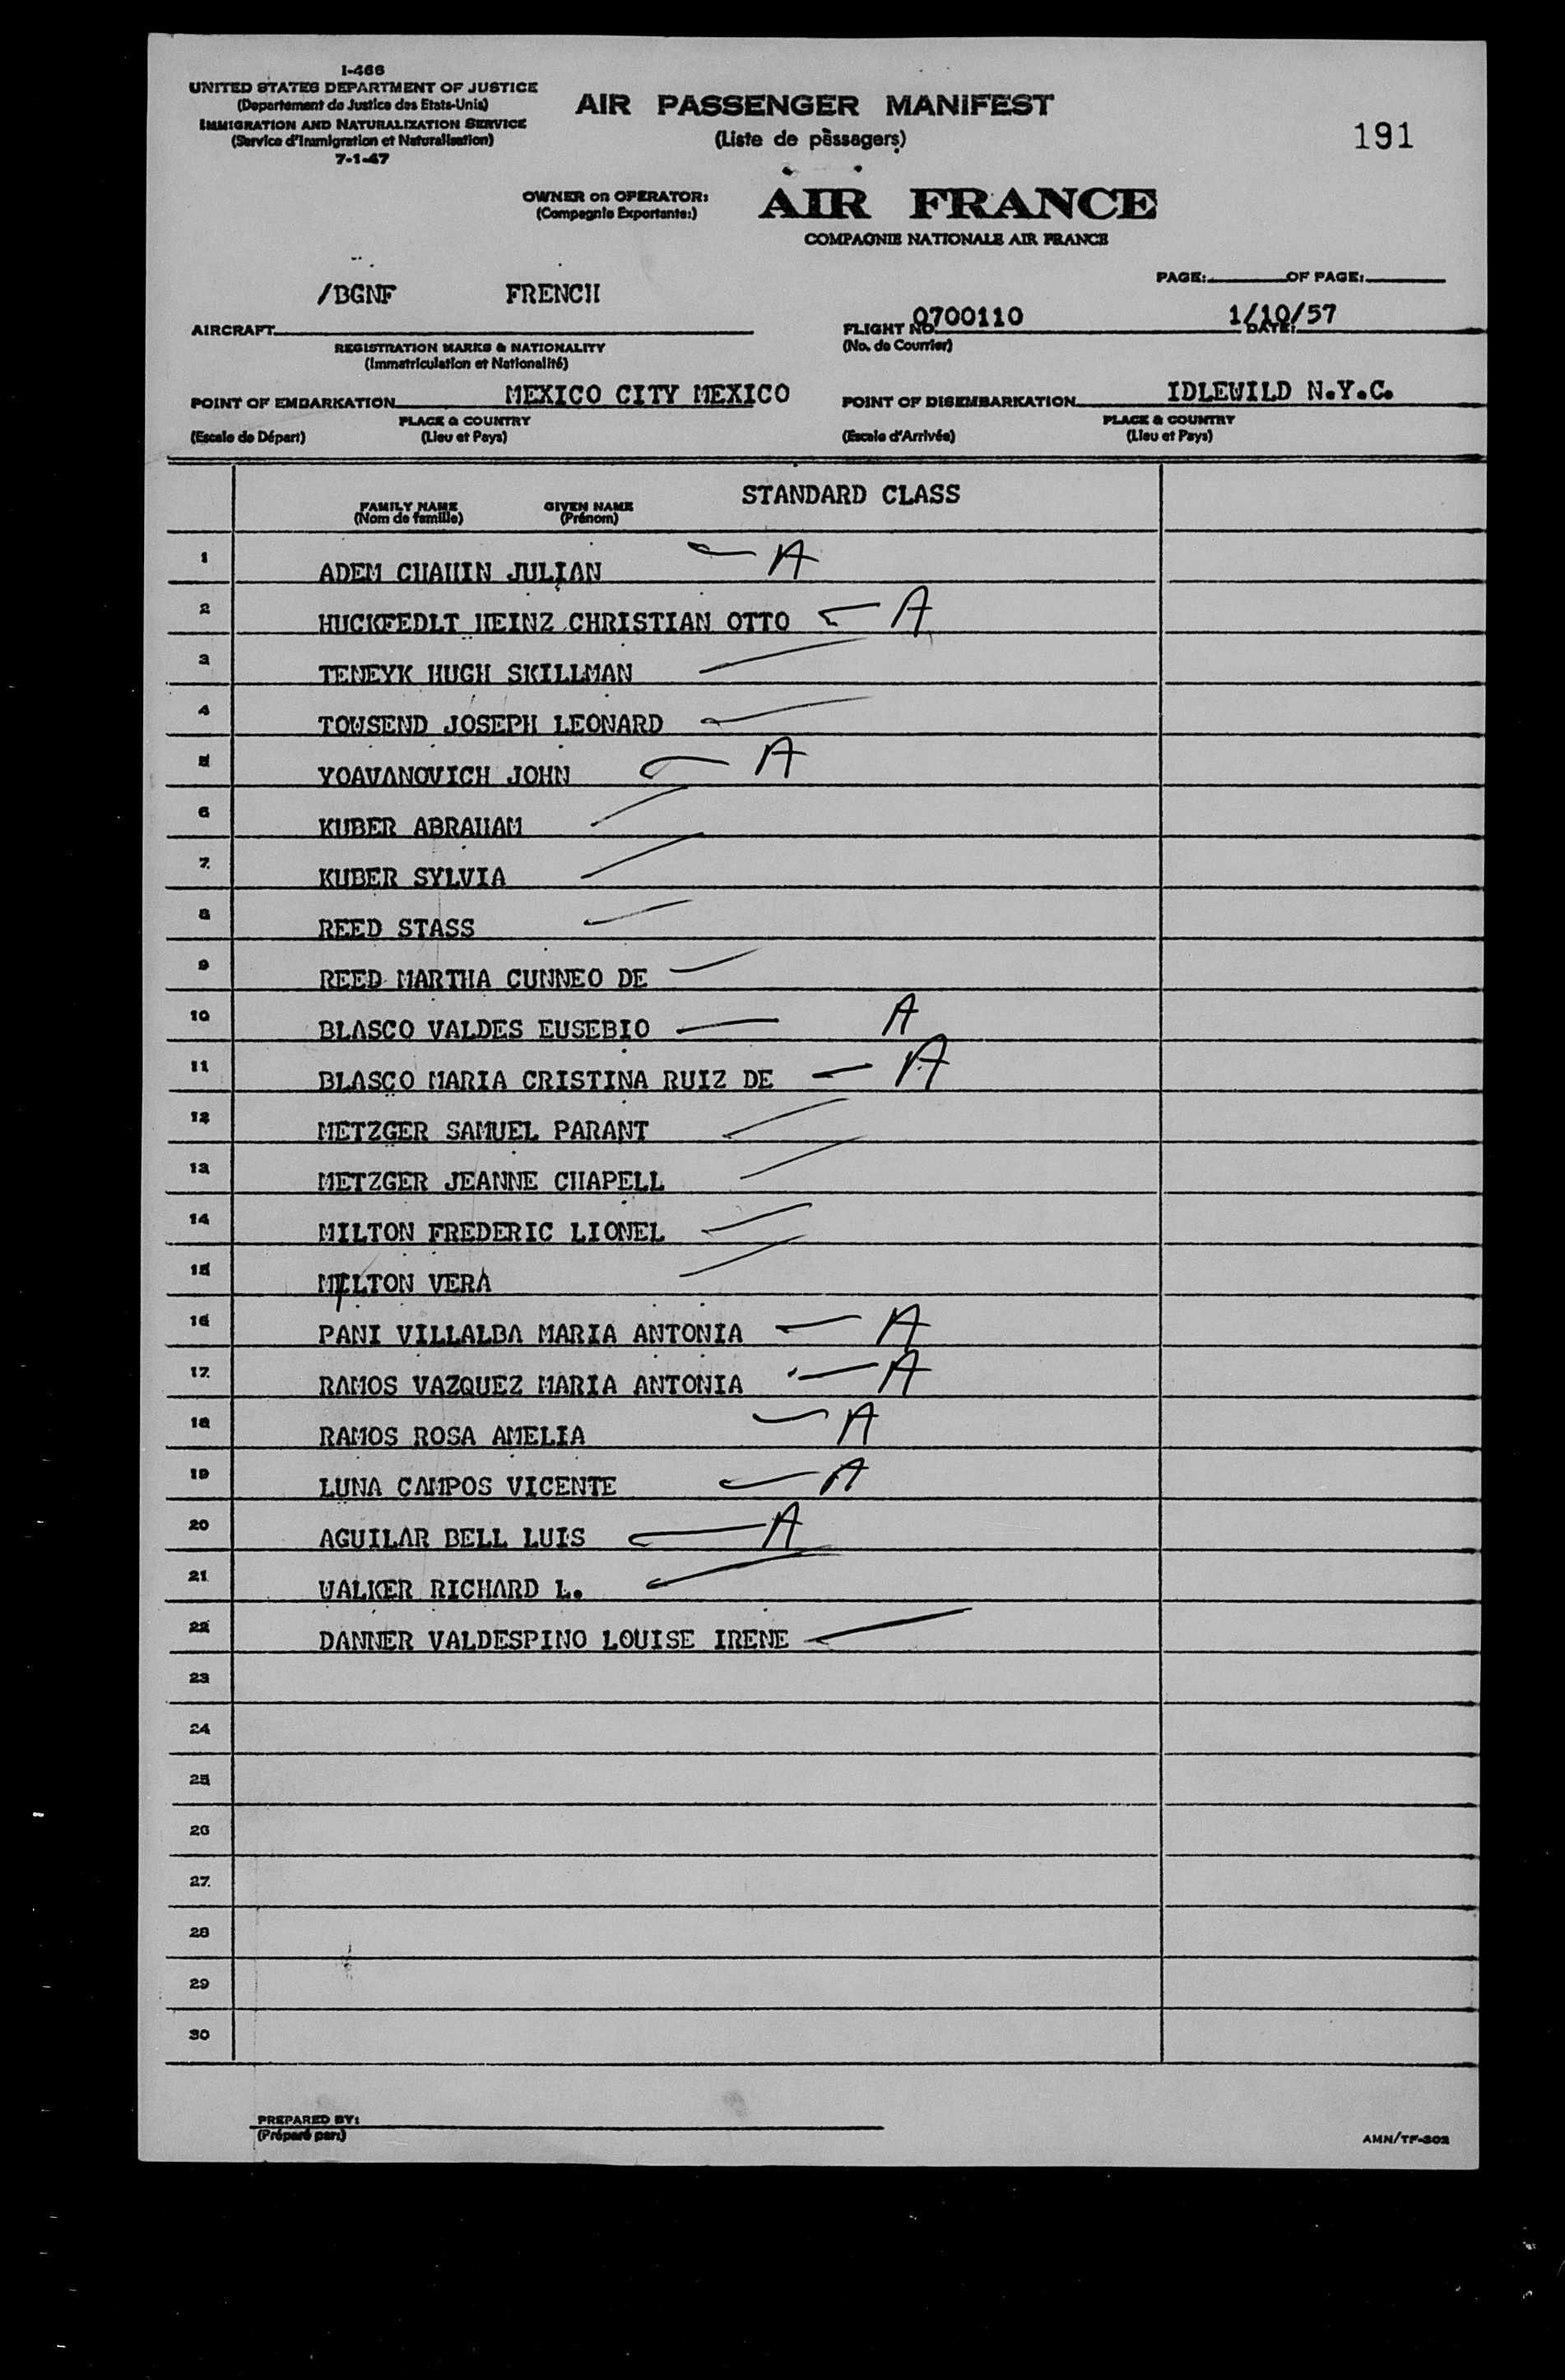 I-466
UNITED STATES DEPARTMENT OF JUSTICE
(Departement de Justice des Etats-Unis)
IMMIGRATION AND NATURALIZATION SERVICE
(Service d'Inmigration et Naturalisation)
7-1-47
AIR PASSENGER MANIFEST
(Liste de pàssagers)
191
OWNER on OPERATOR:
(Compagnie Exportante:)
AIR FRANCE
COMPAGNIE NATIONALE AIR FRANCE
PAGE: OF PAGE:
/BGNF FRENCH
AIRCRAFT
REGISTRATION MARKS & NATIONALITY
(Immatriculation et Nationalité)
FLIGHT NO. 0700110
(No. de Courrier)
1/10/57
DATE:
POINT OF EMBARKATION MEXICO CITY MEXICO
PLACE & COUNTRY
(Escale de Départ) (Lieu et Pays)
POINT OF DISEMBARKATION IDLEWILD N.Y.C.
PLACE & COUNTRY
(Escale d'Arrivée) (Lieu et Pays)
FAMILY NAME GIVEN NAME STANDARD CLASS
(Nom de famille) (Prénom)
1 ADEM CHAHIN JULIAN A
2 HUCKFEDLT HEINZ CHRISTIAN OTTO A
3 TENEYK HUGH SKILLMAN
4 TOWSEND JOSEPH LEONARD
5 YOAVANOVICH JOHN A
6 KUBER ABRAHAM
7 KUBER SYLVIA
8 REED STASS
9 REED MARTHA CUNNEO DE
10 BLASCO VALDES EUSEBIO A
11 BLASCO MARIA CRISTINA RUIZ DE A
12 METZGER SAMUEL PARANT
13 METZGER JEANNE CHAPELL
14 MILTON FREDERIC LIONEL
15 MILTON VERA
16 PANI VILLALBA MARIA ANTONIA A
17 RAMOS VAZQUEZ MARIA ANTONIA A
18 RAMOS ROSA AMELIA A
19 LUNA CAMPOS VICENTE A
20 AGUILAR BELL LUIS A
21 WALKER RICHARD L.
22 DANNER VALDESPINO LOUISE IRENE
23
24
25
26
27
28
29
30
PREPARED BY:
(Préparé par:)
AMN/TF-302